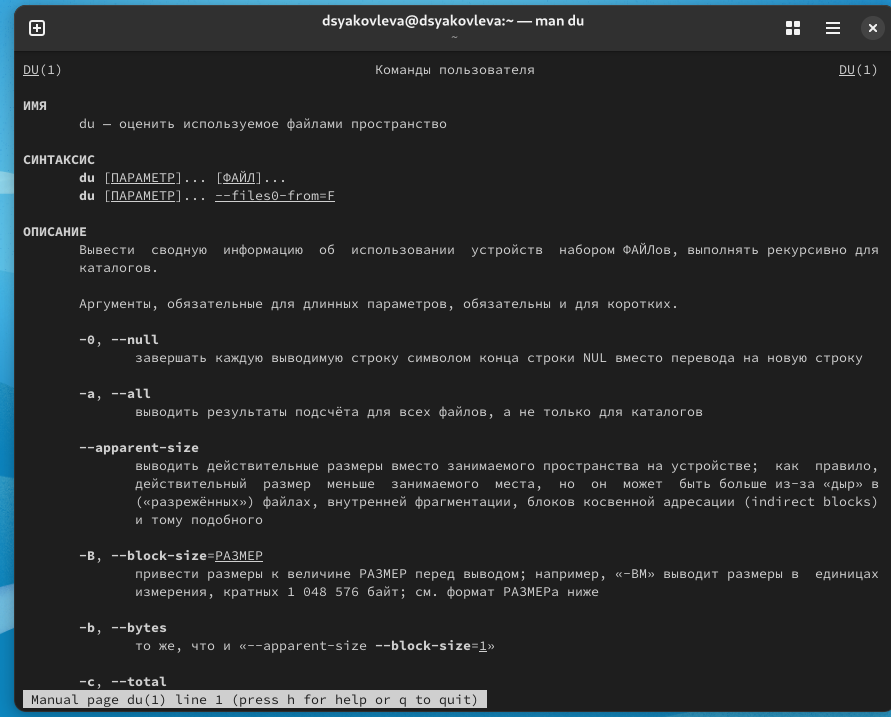 dsyakovleva@dsyakovleva:~ — man du
~
DU(1) Команды пользователя DU(1)
ИМЯ
du — оценить используемое файлами пространство
СИНТАКСИС
du [ПАРАМЕТР]... [ФАЙЛ]...
du [ПАРАМЕТР]... --files0-from=F
ОПИСАНИЕ
Вывести сводную информацию об использовании устройств набором ФАЙЛов, выполнять рекурсивно для
каталогов.
Аргументы, обязательные для длинных параметров, обязательны и для коротких.
-0, --null
завершать каждую выводимую строку символом конца строки NUL вместо перевода на новую строку
-a, --all
выводить результаты подсчёта для всех файлов, а не только для каталогов
--apparent-size
выводить действительные размеры вместо занимаемого пространства на устройстве; как правило,
действительный размер меньше занимаемого места, но он может быть больше из-за «дыр» в
(«разрежённых») файлах, внутренней фрагментации, блоков косвенной адресации (indirect blocks)
и тому подобного
-B, --block-size=РАЗМЕР
привести размеры к величине РАЗМЕР перед выводом; например, «-BM» выводит размеры в единицах
измерения, кратных 1 048 576 байт; см. формат РАЗМЕРа ниже
-b, --bytes
то же, что и «--apparent-size --block-size=1»
-c, --total
Manual page du(1) line 1 (press h for help or q to quit)